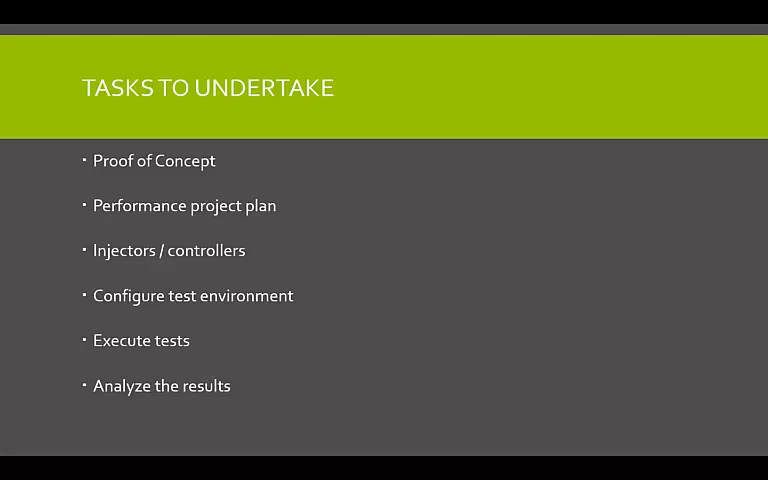 TASKS TO UNDERTAKE
▪ Proof of Concept
▪ Performance project plan
▪ Injectors / controllers
▪ Configure test environment
▪ Execute tests
▪ Analyze the results